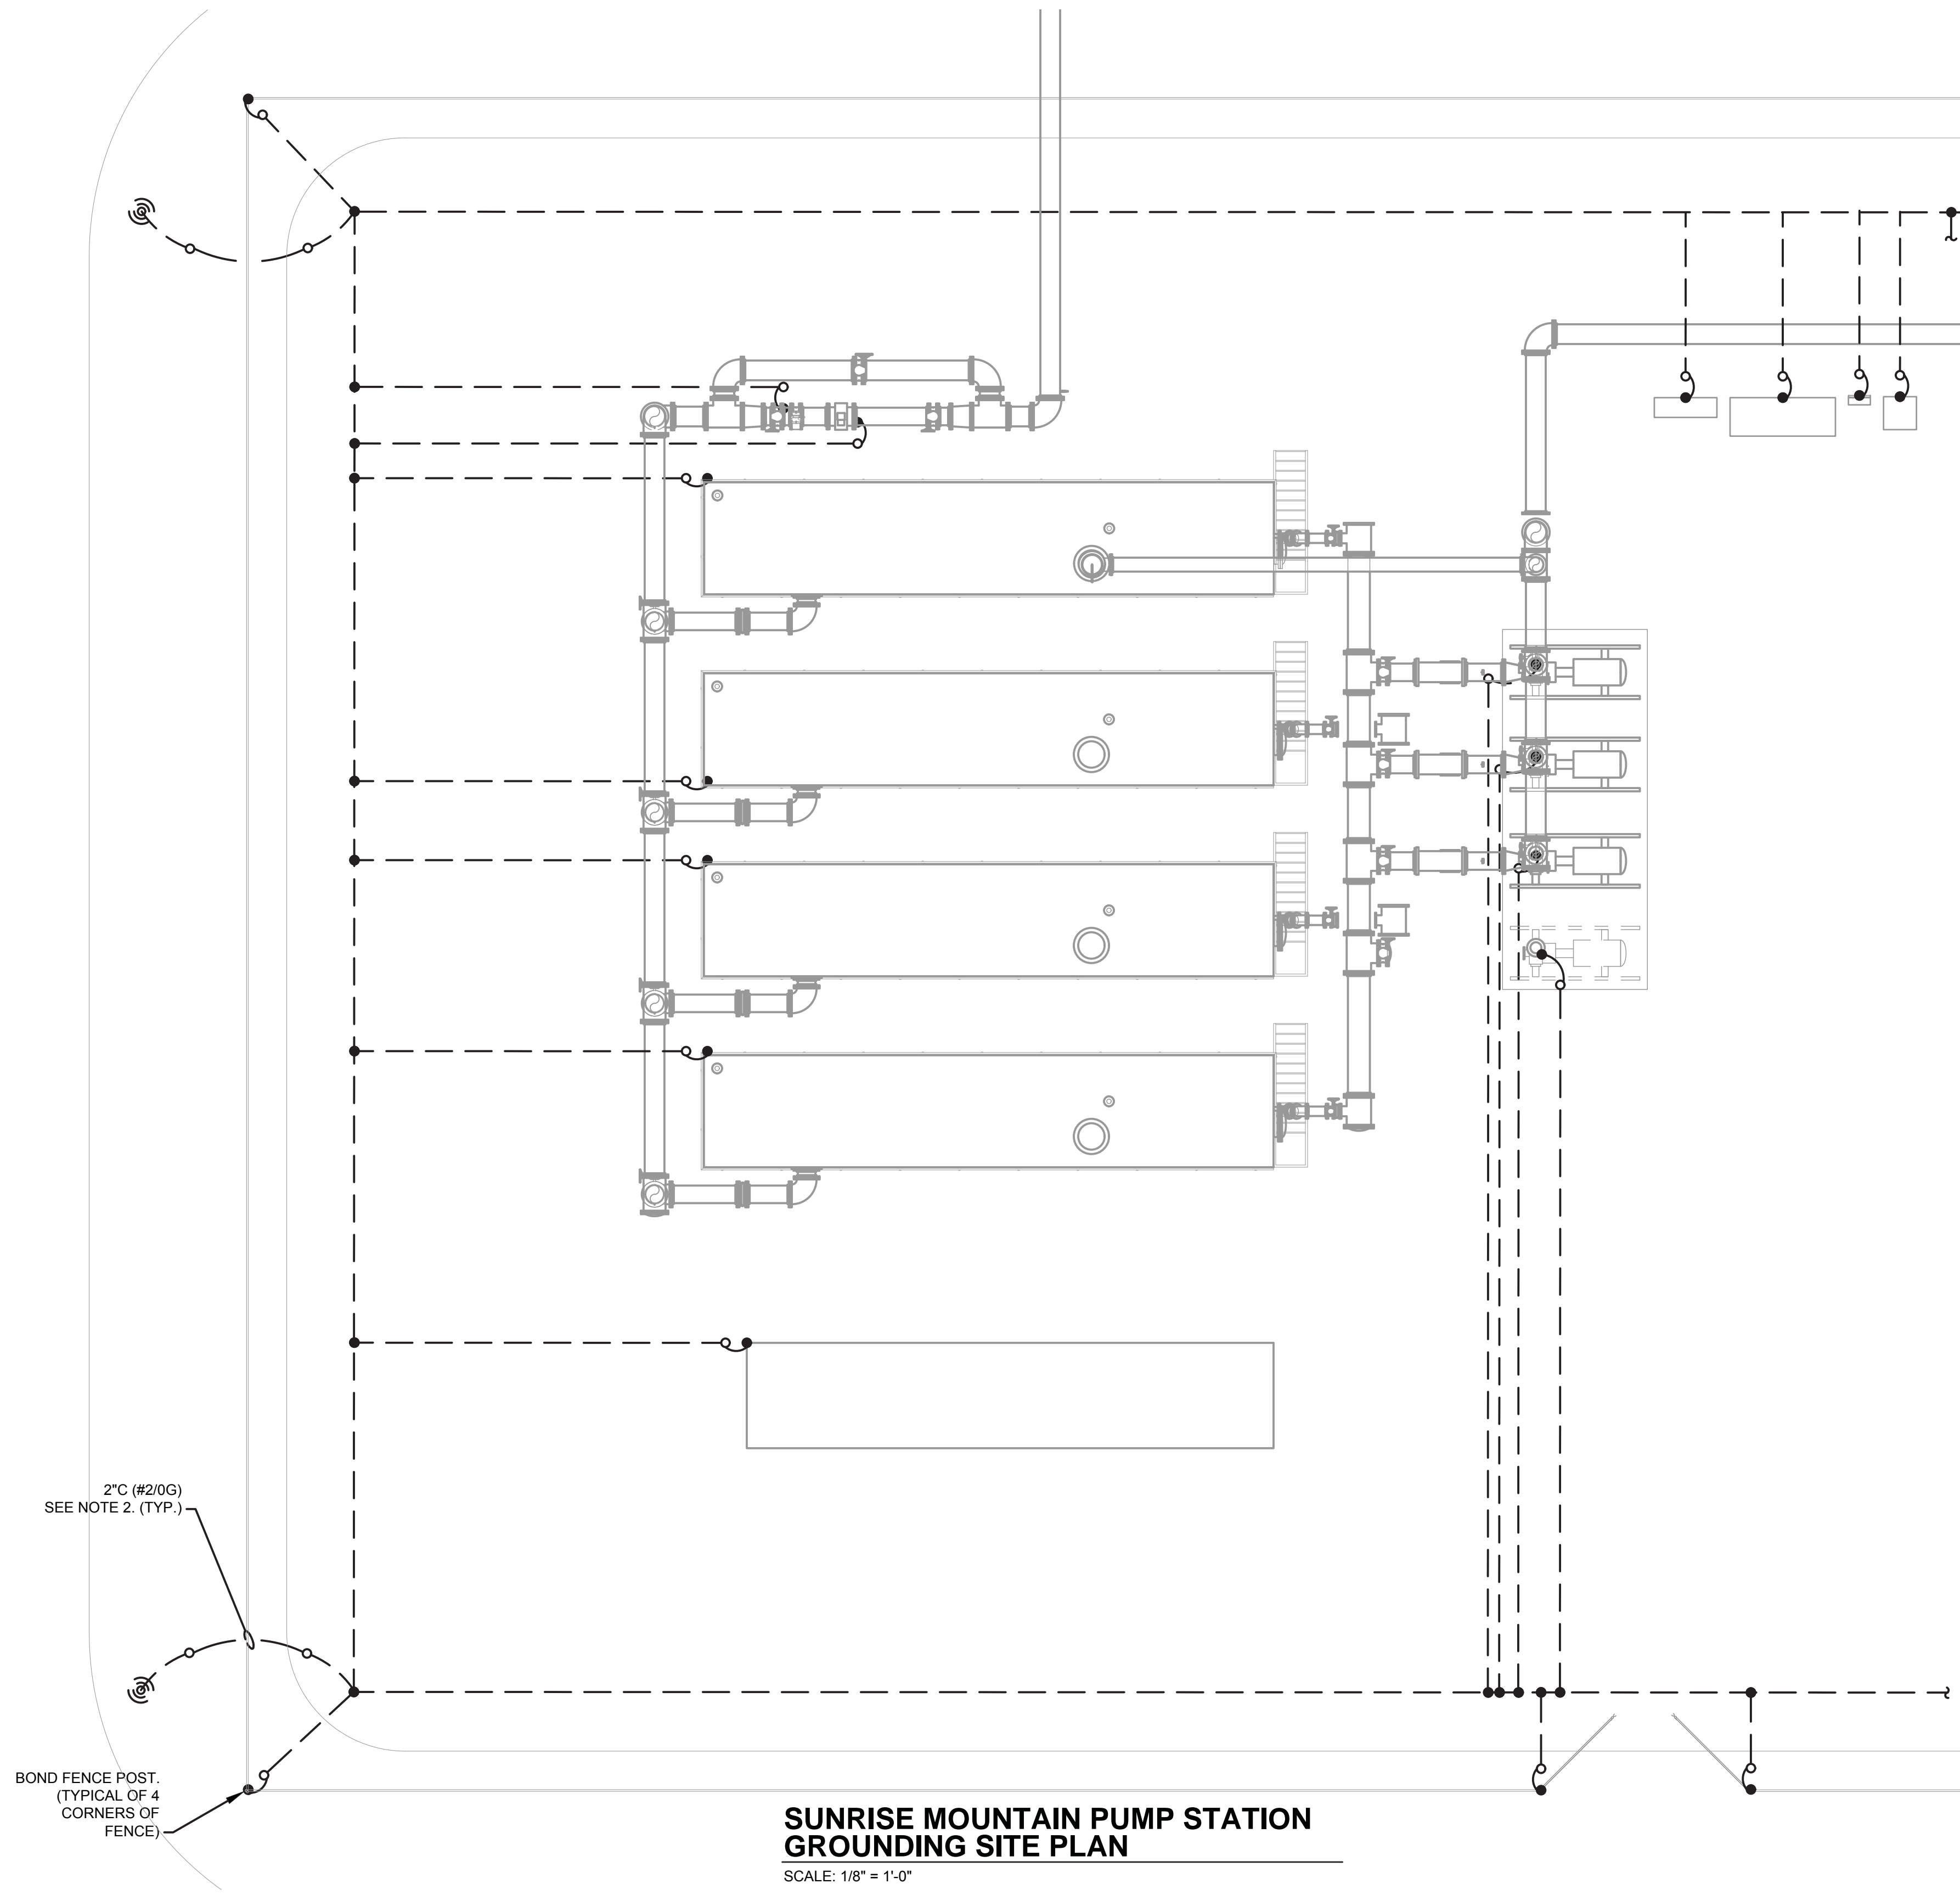 2"C (#2/0G)
SEE NOTE 2. (TYP.)
BOND FENCE POST.
(TYPICAL OF 4
CORNERS OF
FENCE)
SUNRISE MOUNTAIN PUMP STATION
GROUNDING SITE PLAN
SCALE: 1/8" = 1'-0"